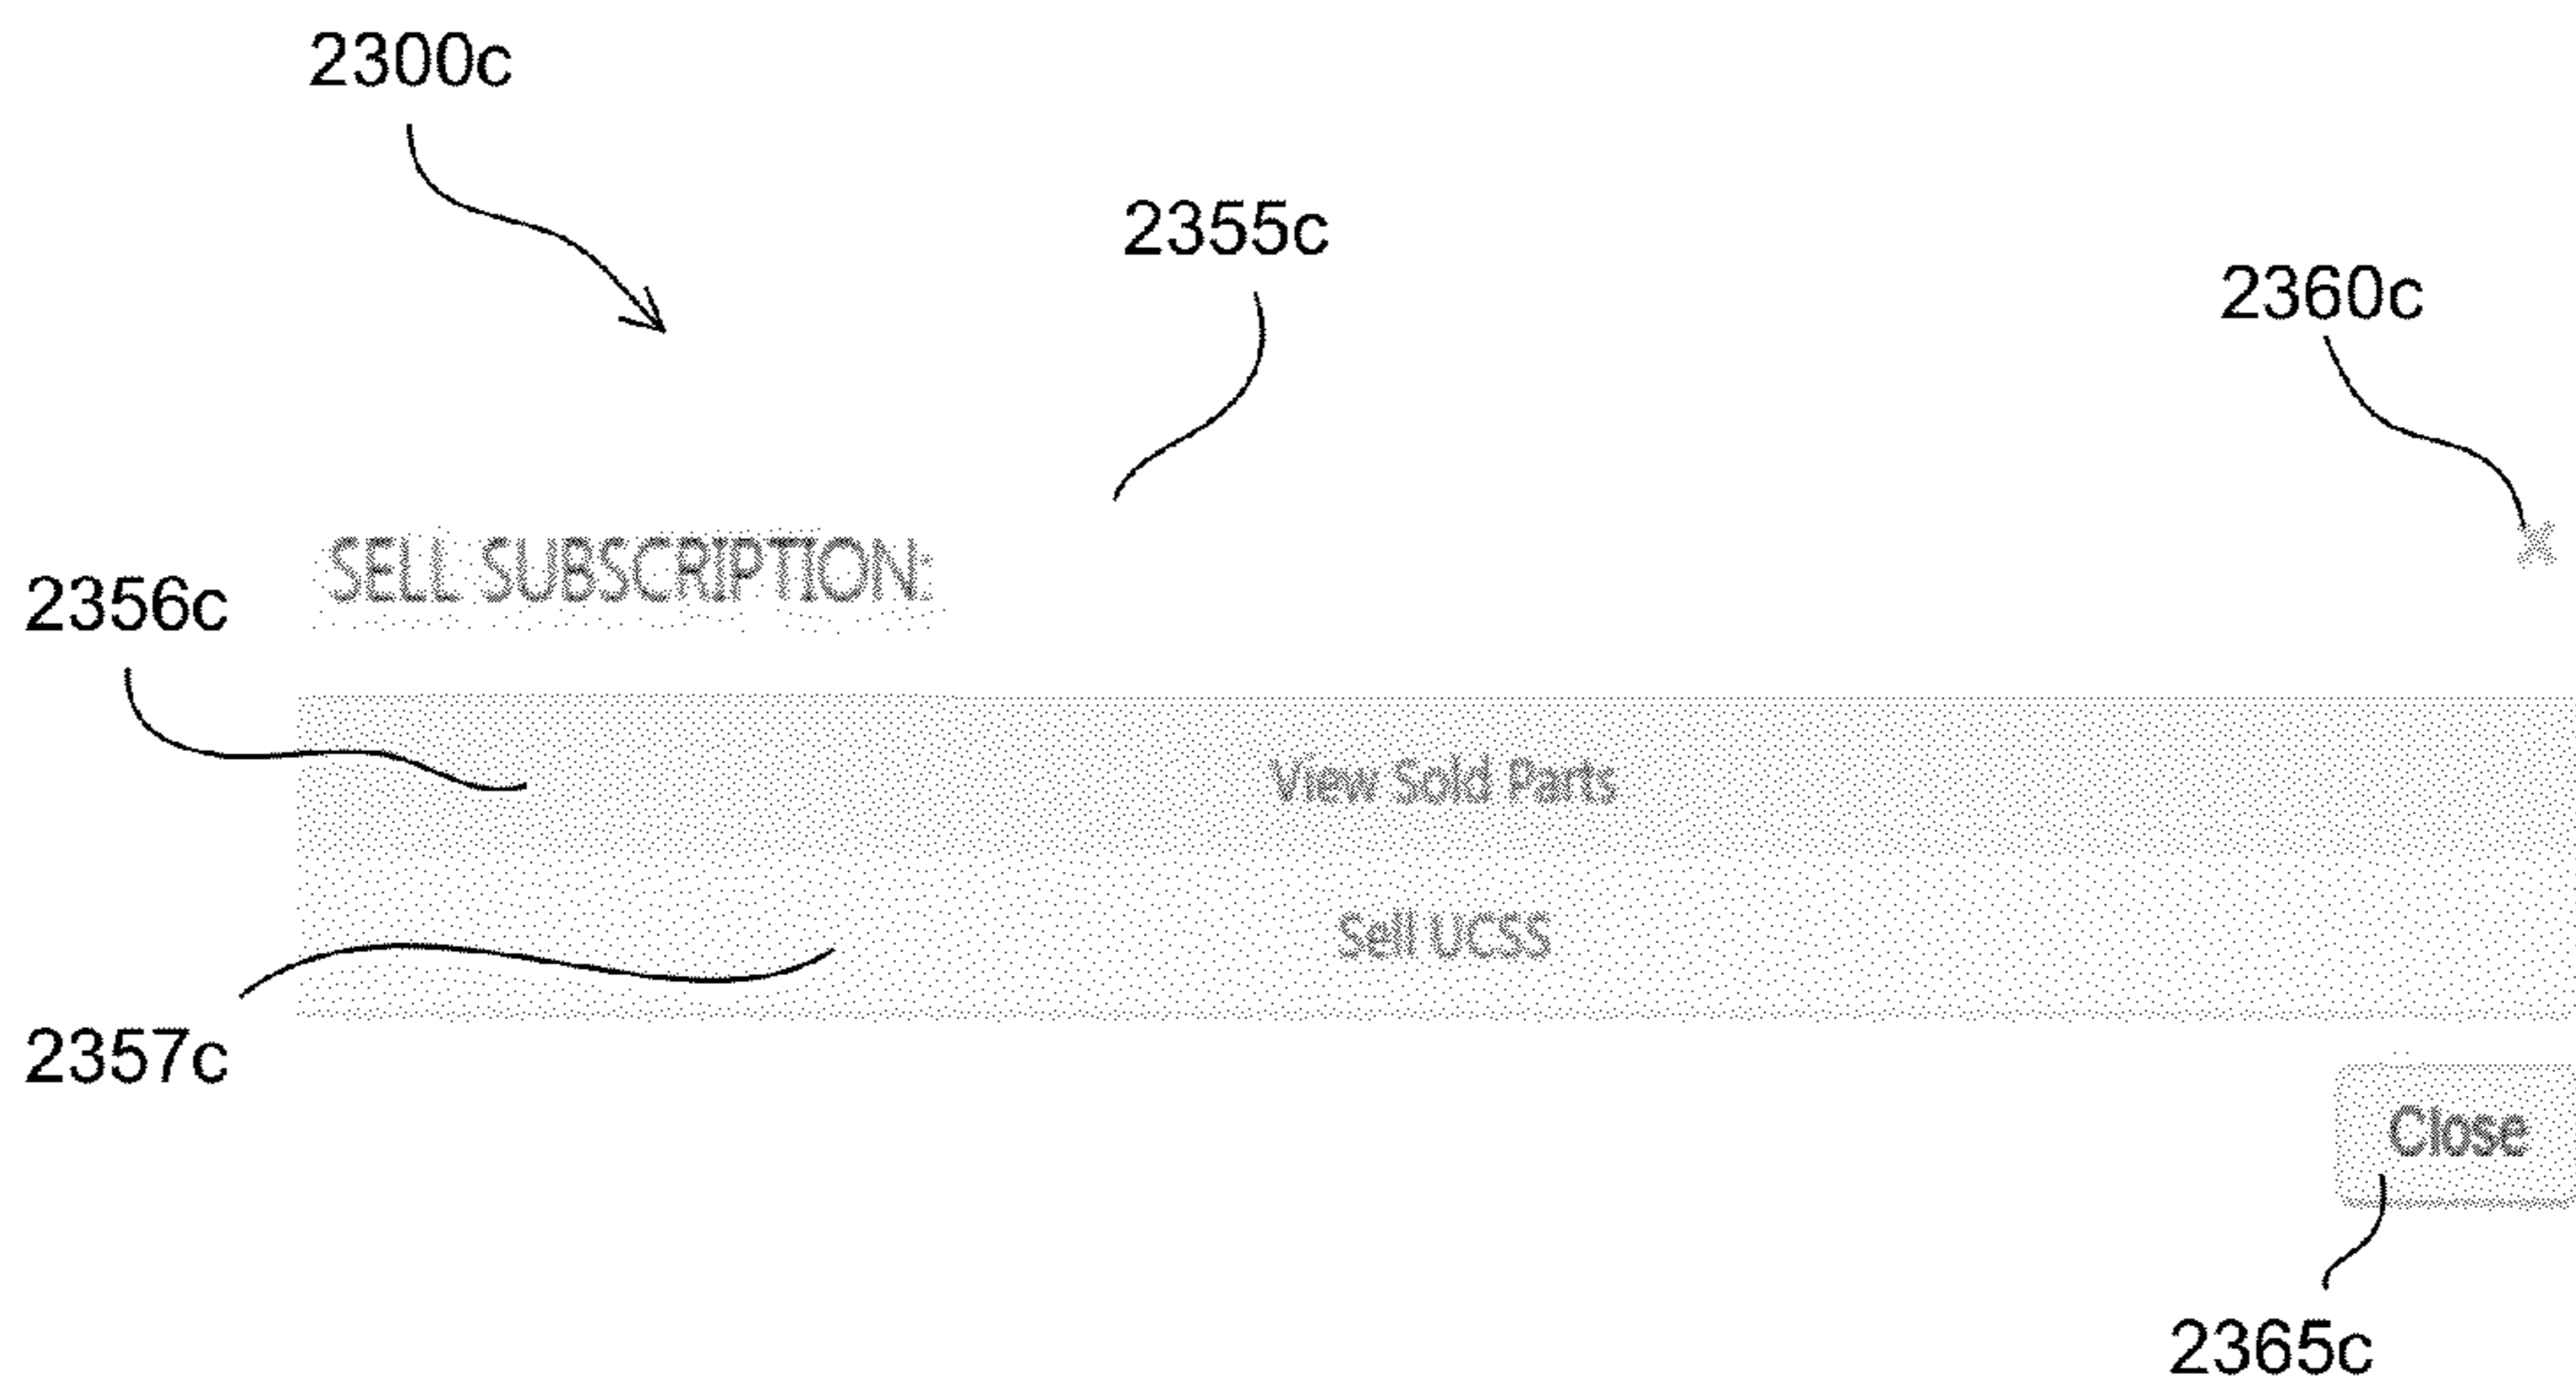 2300c
2355c
2360c
SELL SUBSCRIPTION:
×
2356c
View Sold Parts
Sell UCSS
2357c
Close
2365c